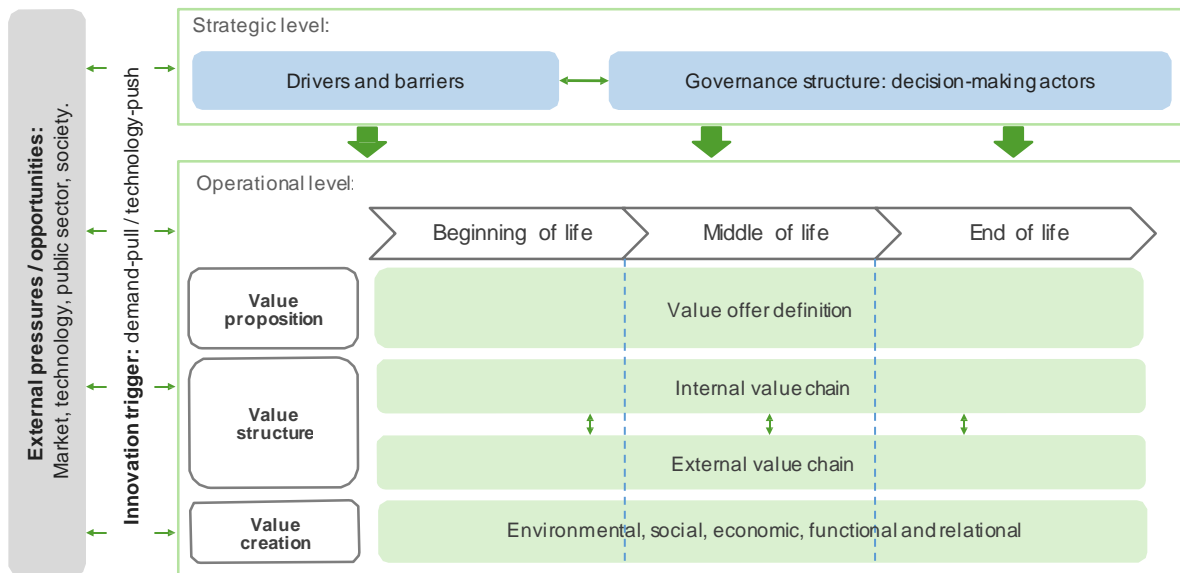 External pressures / opportunities:
Market, technology, public sector, society.
Innovation trigger: demand-pull / technology-push
Strategic level:
Drivers and barriers
Governance structure: decision-making actors
Operational level:
Beginning of life
Middle of life
End of life
Value
proposition
Value offer definition
Value
structure
Internal value chain
External value chain
Value
creation
Environmental, social, economic, functional and relational